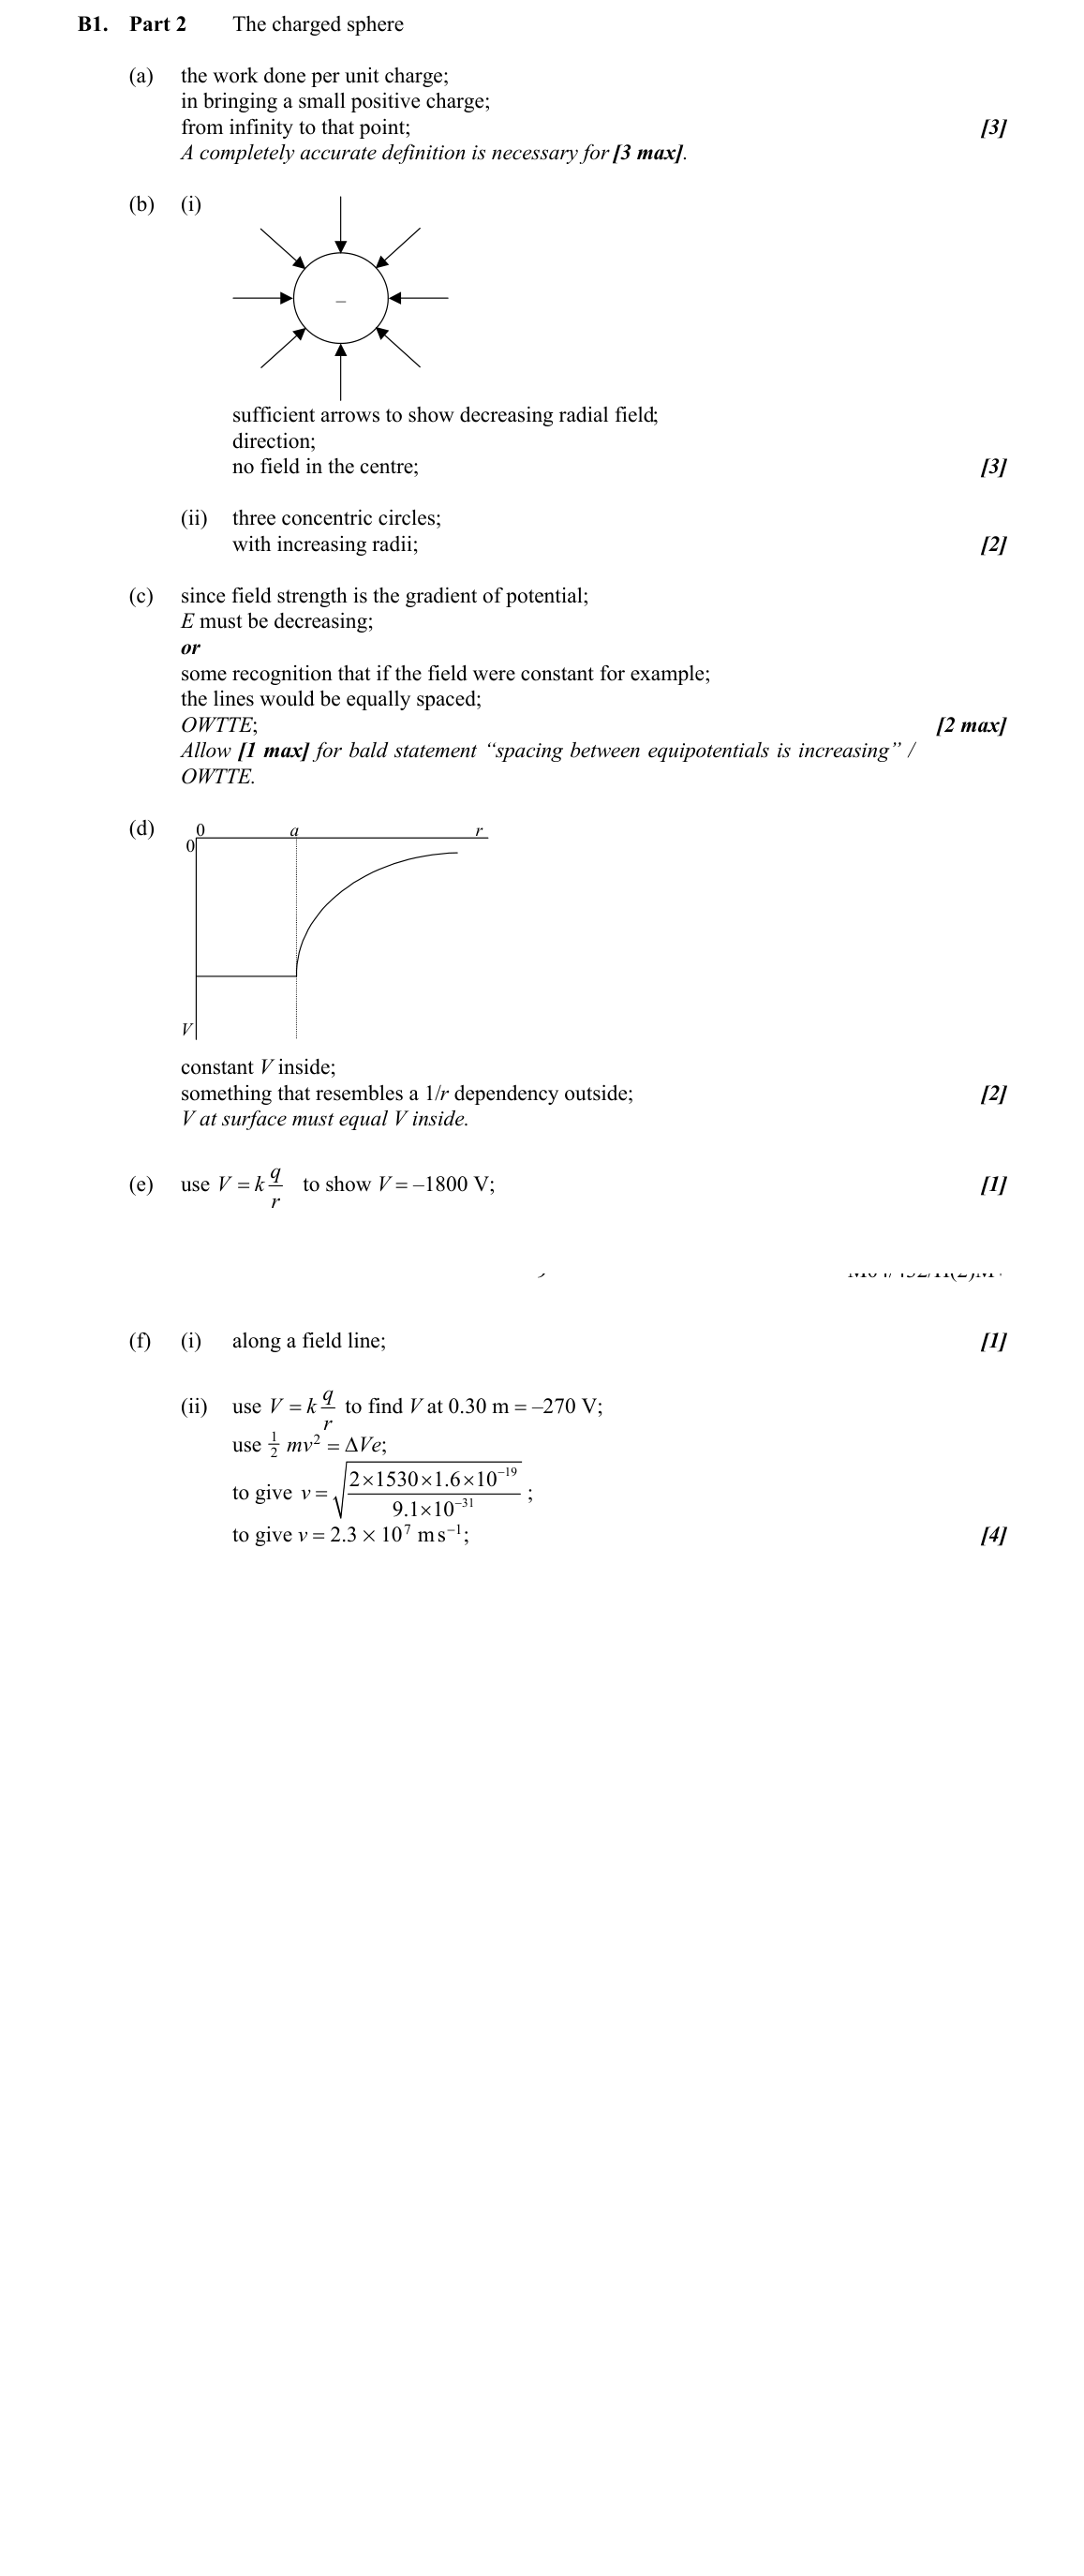 B1. Part 2 The charged sphere
(a) the work done per unit charge;
in bringing a small positive charge;
from infinity to that point; [3]
A completely accurate definition is necessary for [3 max].
(b) (i)
–
sufficient arrows to show decreasing radial field;
direction;
no field in the centre; [3]
(ii) three concentric circles;
with increasing radii; [2]
(c) since field strength is the gradient of potential;
E must be decreasing;
or
some recognition that if the field were constant for example;
the lines would be equally spaced;
OWTTE; [2 max]
Allow [1 max] for bald statement “spacing between equipotentials is increasing” /
OWTTE.
(d) 0 a r
0
V
constant V inside;
something that resembles a 1/r dependency outside; [2]
V at surface must equal V inside.
(e) use V = k q/r to show V = –1800 V; [1]
(f) (i) along a field line; [1]
(ii) use V = k q/r to find V at 0.30 m = –270 V;
use ½ mv² = ΔVe;
to give v = √(2×1530×1.6×10⁻¹⁹ / 9.1×10⁻³¹) ;
to give v = 2.3 × 10⁷ m s⁻¹; [4]